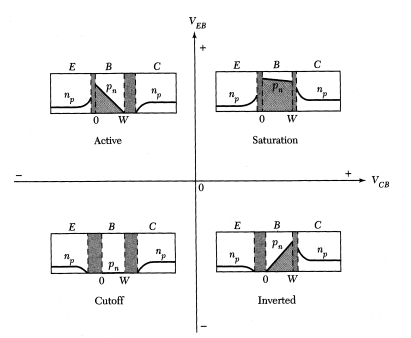 V_EB
+
E B C
n_p p_n n_p
0 W
Active
E B C
n_p p_n n_p
0 W
Saturation
− + V_CB
0
E B C
n_p p_n n_p
0 W
Cutoff
E B C
n_p p_n n_p
0 W
Inverted
−